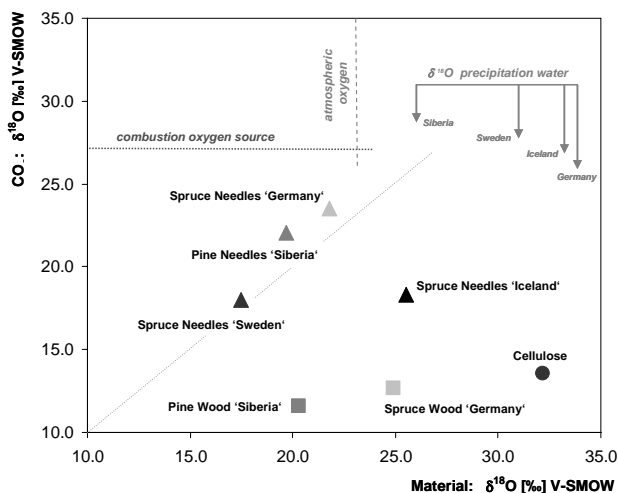 CO₂: δ¹⁸O [‰] V-SMOW
35.0
30.0
25.0
20.0
15.0
10.0
atmospheric
oxygen
δ ¹⁸O precipitation water
Siberia
Sweden
Iceland
Germany
combustion oxygen source
Spruce Needles ‘Germany‘
Pine Needles ‘Siberia‘
Spruce Needles ‘Iceland‘
Spruce Needles ‘Sweden‘
Cellulose
Pine Wood ‘Siberia‘
Spruce Wood ‘Germany‘
10.0 15.0 20.0 25.0 30.0 35.0
Material: δ¹⁸O [‰] V-SMOW